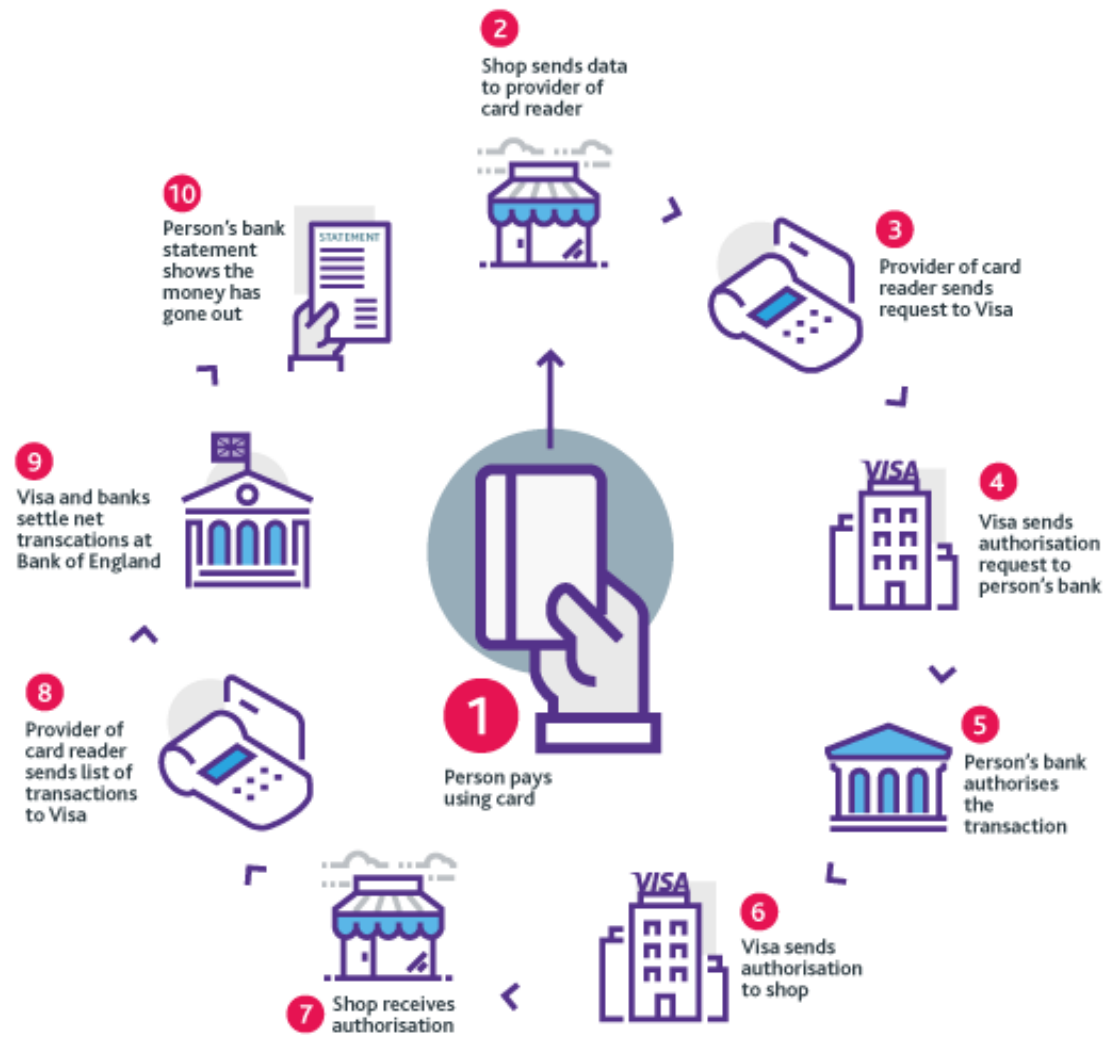 1
Person pays
using card
2
Shop sends data
to provider of
card reader
3
Provider of card
reader sends
request to Visa
VISA
4
Visa sends
authorisation
request to
person's bank
5
Person's bank
authorises
the
transaction
VISA
6
Visa sends
authorisation
to shop
7
Shop receives
authorisation
8
Provider of
card reader
sends list of
transactions
to Visa
9
Visa and banks
settle net
transcations at
Bank of England
10
Person's bank
statement
shows the
money has
gone out
STATEMENT